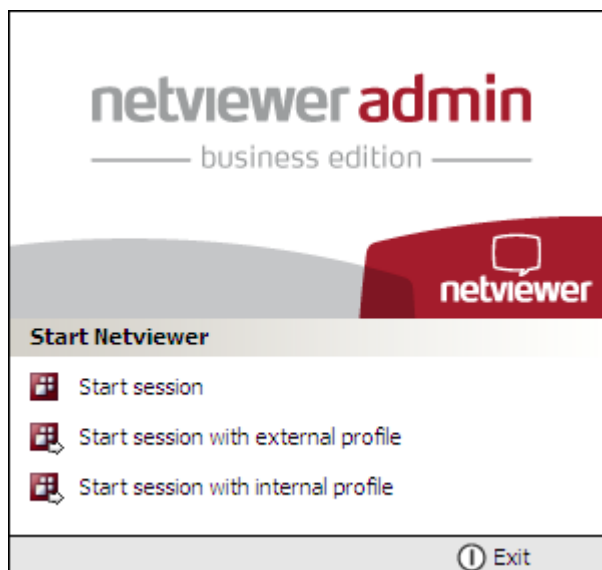 netviewer admin
business edition
netviewer
Start Netviewer
Start session
Start session with external profile
Start session with internal profile
Exit